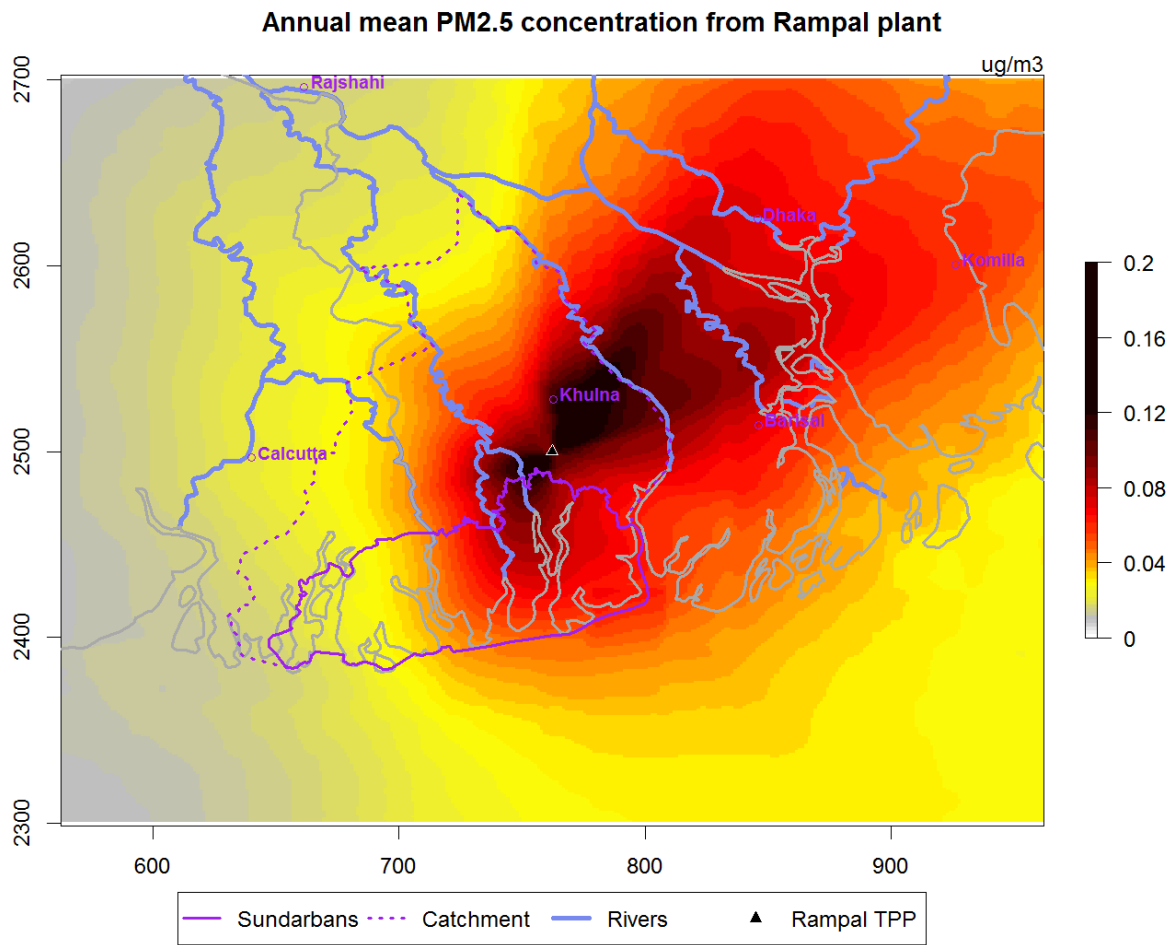 Annual mean PM2.5 concentration from Rampal plant
ug/m3
2700
2600
2500
2400
2300
Rajshahi
Dhaka
Komilla
Khulna
Barisal
Calcutta
0.2
0.16
0.12
0.08
0.04
0
600 700 800 900
Sundarbans Catchment Rivers Rampal TPP